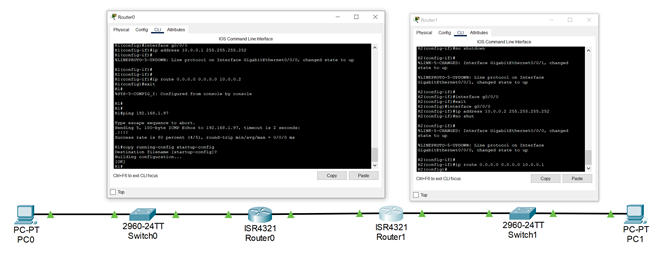 Router0
Physical Config CLI Attributes
IOS Command Line Interface
R1(config)#interface g0/0/0
R1(config-if)#ip address 10.0.0.1 255.255.255.252
R1(config-if)#
R1(config-if)#
%LINEPROTO-5-UPDOWN: Line protocol on Interface GigabitEthernet0/0/0, changed state to up
R1(config-if)#
R1(config-if)#
R1(config-if)#ip route 0.0.0.0 0.0.0.0 10.0.0.2
R1(config)#exit
R1#
%SYS-5-CONFIG_I: Configured from console by console
R1#
R1#
R1#ping 192.168.1.97
Type escape sequence to abort.
Sending 5, 100-byte ICMP Echos to 192.168.1.97, timeout is 2 seconds:
.!!!!
Success rate is 80 percent (4/5), round-trip min/avg/max = 0/0/0 ms
R1#copy running-config startup-config
Destination filename [startup-config]?
Building configuration...
[OK]
R1#
Ctrl+F6 to exit CLI focus
Copy
Paste
Top
Router1
Physical Config CLI Attributes
IOS Command Line Interface
R2(config-if)#no shutdown
R2(config-if)#
%LINK-5-CHANGED: Interface GigabitEthernet0/0/1, changed
state to up
%LINEPROTO-5-UPDOWN: Line protocol on Interface
GigabitEthernet0/0/1, changed state to up
R2(config-if)#
R2(config-if)#interface g0/0/0
R2(config-if)#exit
R2(config)#interface g0/0/0
R2(config-if)#ip address 10.0.0.2 255.255.255.252
R2(config-if)#no shut
R2(config-if)#
%LINK-5-CHANGED: Interface GigabitEthernet0/0/0, changed
state to up
%LINEPROTO-5-UPDOWN: Line protocol on Interface
GigabitEthernet0/0/0, changed state to up
R2(config-if)#
R2(config-if)#ip route 0.0.0.0 0.0.0.0 10.0.0.1
Ctrl+F6 to exit CLI focus
Copy
Paste
Top
PC-PT
PC0
2960-24TT
Switch0
ISR4321
Router0
ISR4321
Router1
2960-24TT
Switch1
PC-PT
PC1